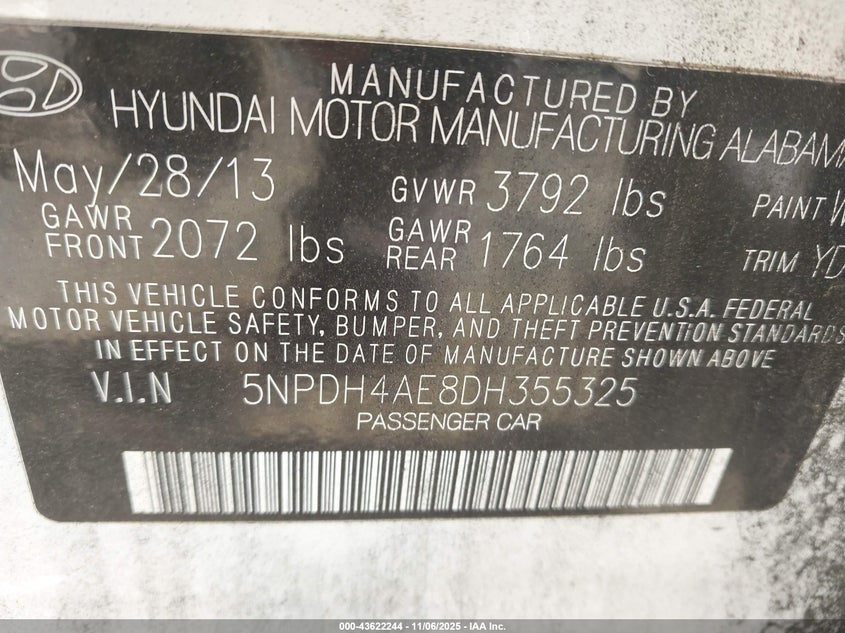 MANUFACTURED BY
HYUNDAI MOTOR MANUFACTURING ALABAMA
May/28/13 GVWR 3792 lbs PAINT
GAWR FRONT 2072 lbs GAWR REAR 1764 lbs TRIM YD
THIS VEHICLE CONFORMS TO ALL APPLICABLE U.S.A. FEDERAL
MOTOR VEHICLE SAFETY, BUMPER, AND THEFT PREVENTION STANDARDS
IN EFFECT ON THE DATE OF MANUFACTURE SHOWN ABOVE
V.I.N 5NPDH4AE8DH355325
PASSENGER CAR
000-43622244 - 11/06/2025 - IAA Inc.